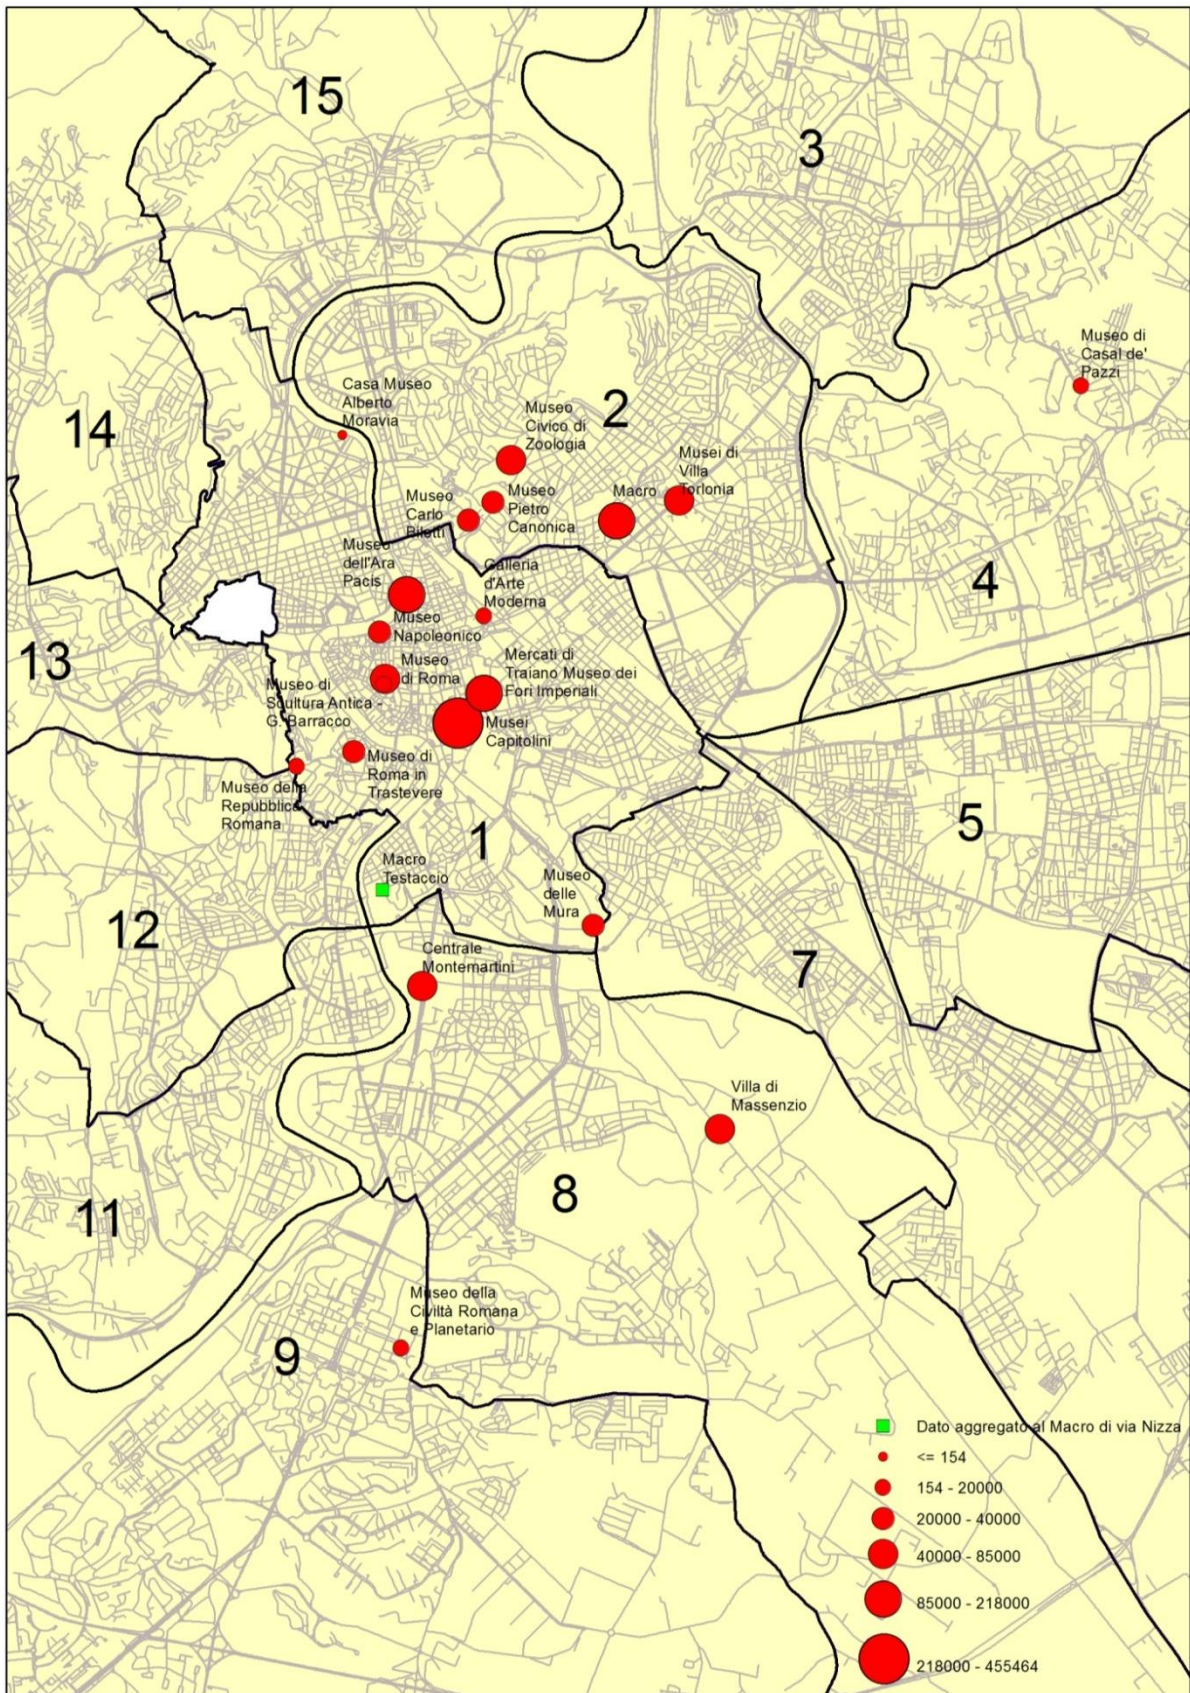 15
3
Museo di
Casal de'
Pazzi
Casa Museo
Alberto
Moravia
2
Museo
Civico di
Zoologia
14
Musei di
Villa
Torlonia
Macro
Museo
Pietro
Canonica
Museo
Carlo
Bilotti
Museo
dell'Ara
Pacis
Galleria
d'Arte
Moderna
4
Museo
Napoleonico
13
Museo
di Roma
Mercati di
Traiano Museo dei
Fori Imperiali
Museo di
Scultura Antica -
G. Barracco
Musei
Capitolini
Museo di
Roma in
Trastevere
Museo della
Repubblica
Romana
5
1
Macro
Testaccio
Museo
delle
Mura
12
Centrale
Montemartini
7
Villa di
Massenzio
8
11
Museo della
Civiltà Romana
e Planetario
9
Dato aggregato al Macro di via Nizza
<= 154
154 - 20000
20000 - 40000
40000 - 85000
85000 - 218000
218000 - 455464